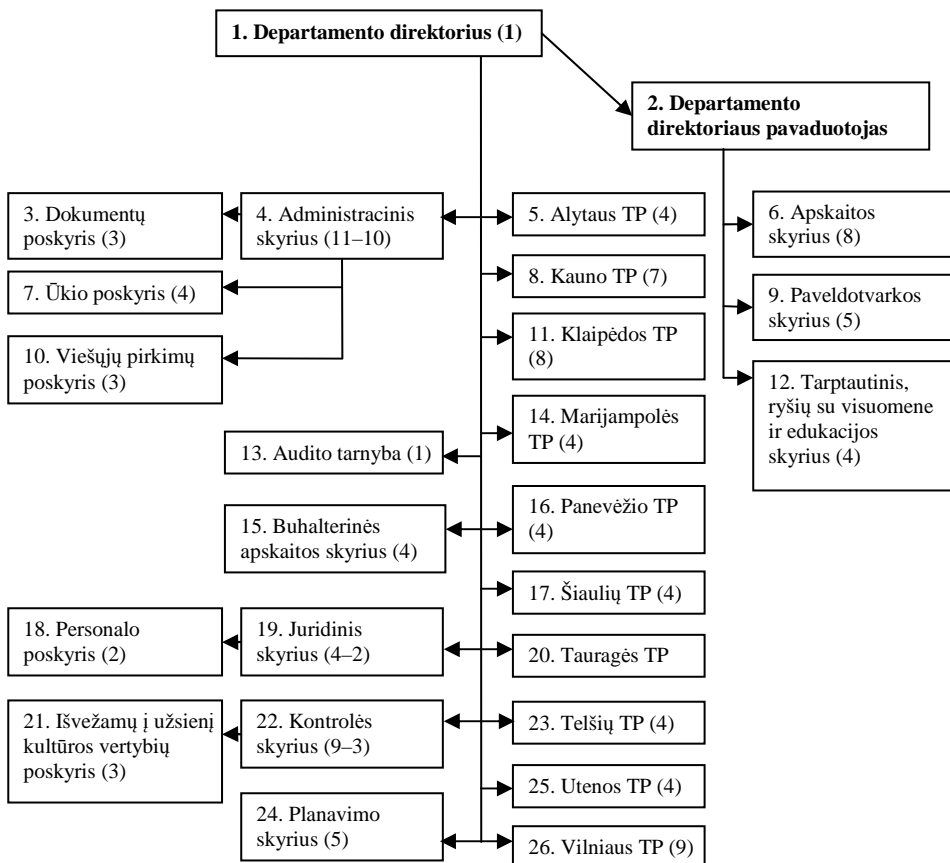 1. Departamento direktorius (1)
2. Departamento
direktoriaus pavaduotojas
3. Dokumentų
poskyris (3)
4. Administracinis
skyrius (11–10)
5. Alytaus TP (4)
6. Apskaitos
skyrius (8)
7. Ūkio poskyris (4)
8. Kauno TP (7)
9. Paveldotvarkos
skyrius (5)
10. Viešųjų pirkimų
poskyris (3)
11. Klaipėdos TP
(8)
12. Tarptautinis,
ryšių su visuomene
ir edukacijos
skyrius (4)
13. Audito tarnyba (1)
14. Marijampolės
TP (4)
15. Buhalterinės
apskaitos skyrius (4)
16. Panevėžio TP
(4)
17. Šiaulių TP (4)
18. Personalo
poskyris (2)
19. Juridinis
skyrius (4–2)
20. Tauragės TP
21. Išvežamų į užsienį
kultūros vertybių
poskyris (3)
22. Kontrolės
skyrius (9–3)
23. Telšių TP (4)
24. Planavimo
skyrius (5)
25. Utenos TP (4)
26. Vilniaus TP (9)